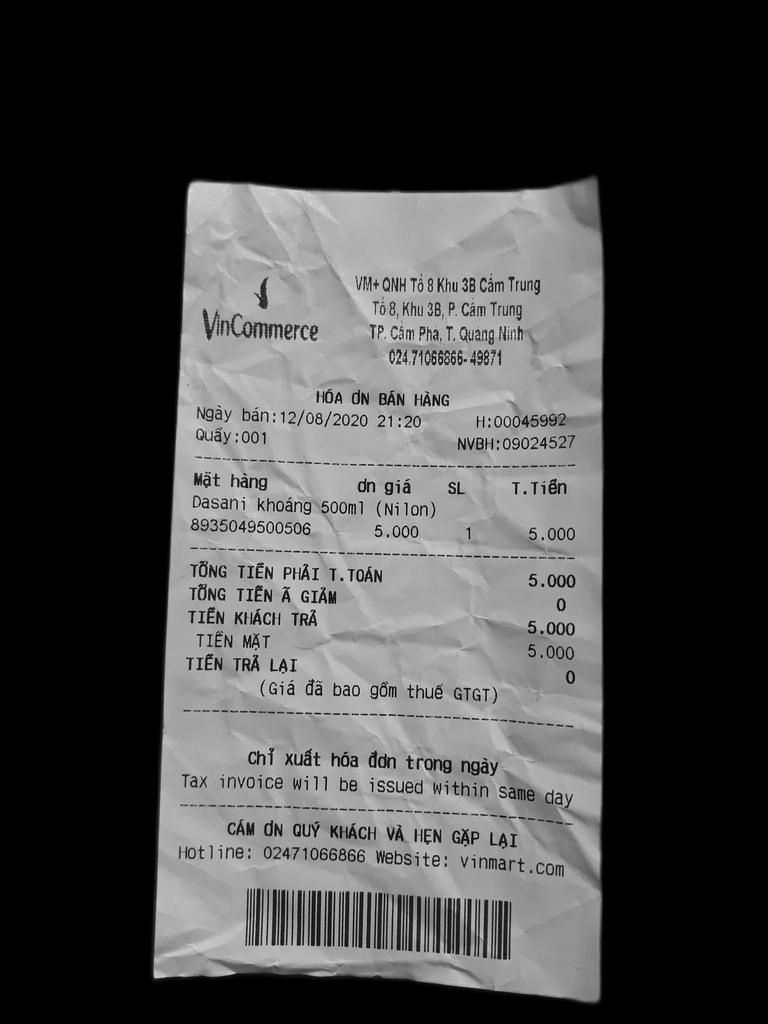 VinCommerce
VM+ QNH Tổ 8 Khu 3B Cẩm Trung
Tổ 8, Khu 3B, P. Cẩm Trung
TP. Cẩm Phả, T. Quảng Ninh
024.71066866- 49871
HÓA ƠN BÁN HÀNG
Ngày bán:12/08/2020 21:20 H:00045992
Quầy:001 NVBH:09024527
Mặt hàng ơn giá SL T.Tiền
Dasani khoáng 500ml (Nilon)
8935049500506 5.000 1 5.000
TỔNG TIỀN PHẢI T.TOÁN 5.000
TỔNG TIỀN Ã GIẢM 0
TIỀN KHÁCH TRẢ 5.000
TIỀN MẶT 5.000
TIỀN TRẢ LẠI 0
(Giá đã bao gồm thuế GTGT)
Chỉ xuất hóa đơn trong ngày
Tax invoice will be issued within same day
CÁM ƠN QUÝ KHÁCH VÀ HẸN GẶP LẠI
Hotline: 02471066866 Website: vinmart.com